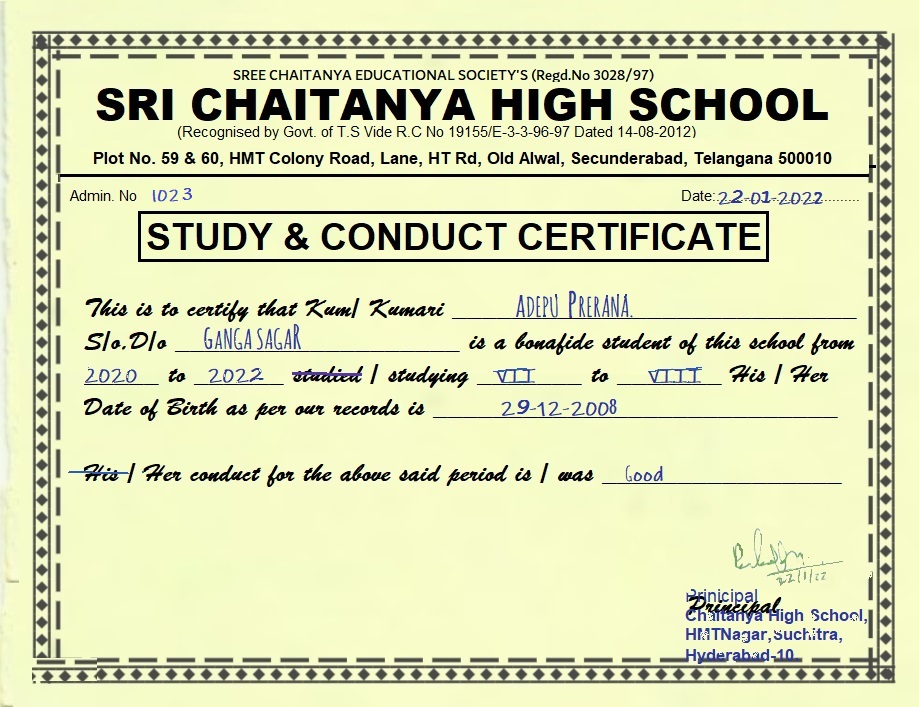 SREE CHAITANYA EDUCATIONAL SOCIETY'S (Regd.No 3028/97)
SRI CHAITANYA HIGH SCHOOL
(Recognised by Govt. of T.S Vide R.C No 19155/E-3-3-96-97 Dated 14-08-2012)
Plot No. 59 & 60, HMT Colony Road, Lane, HT Rd, Old Alwal, Secunderabad, Telangana 500010
Admin. No 1023 Date: 22-01-2022
STUDY & CONDUCT CERTIFICATE
This is to certify that Kum/ Kumari ADEPU PRERANA.
S/o.D/o GANGA SAGAR is a bonafide student of this school from
2020 to 2022 studied / studying VII to VIII His / Her
Date of Birth as per our records is 29-12-2008
His / Her conduct for the above said period is / was Good
22/1/22
Prinicipal
Principal
Chaitanya High School,
HMTNagar,Suchitra,
Hyderabad-10.